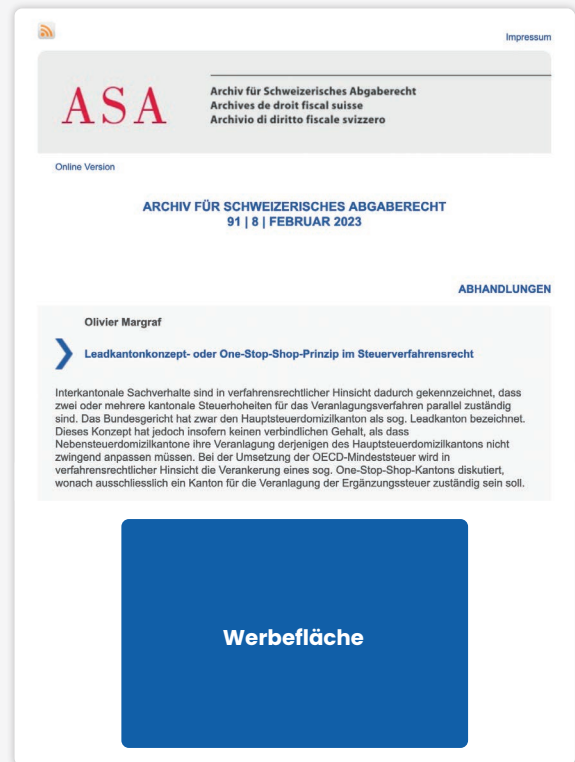 Impressum
ASA
Archiv für Schweizerisches Abgaberecht
Archives de droit fiscal suisse
Archivio di diritto fiscale svizzero
Online Version
ARCHIV FÜR SCHWEIZERISCHES ABGABERECHT
91 | 8 | FEBRUAR 2023
ABHANDLUNGEN
Olivier Margraf
Leadkantonkonzept- oder One-Stop-Shop-Prinzip im Steuerverfahrensrecht
Interkantonale Sachverhalte sind in verfahrensrechtlicher Hinsicht dadurch gekennzeichnet, dass
zwei oder mehrere kantonale Steuerhoheiten für das Veranlagungsverfahren parallel zuständig
sind. Das Bundesgericht hat zwar den Hauptsteuerdomizilkanton, als sog. Leadkanton bezeichnet.
Dieses Konzept hat jedoch insofern keinen verbindlichen Gehalt, als dass
Nebensteuerdomizilkantone ihre Veranlagung derjenigen des Hauptsteuerdomizilkantons nicht
zwingend anpassen müssen. Bei der Umsetzung der OECD-Mindeststeuer wird in
verfahrensrechtlicher Hinsicht die Verankerung eines sog. One-Stop-Shop-Kantons diskutiert,
wonach ausschliesslich ein Kanton für die Veranlagung der Ergänzungssteuer zuständig sein soll.
Werbefläche